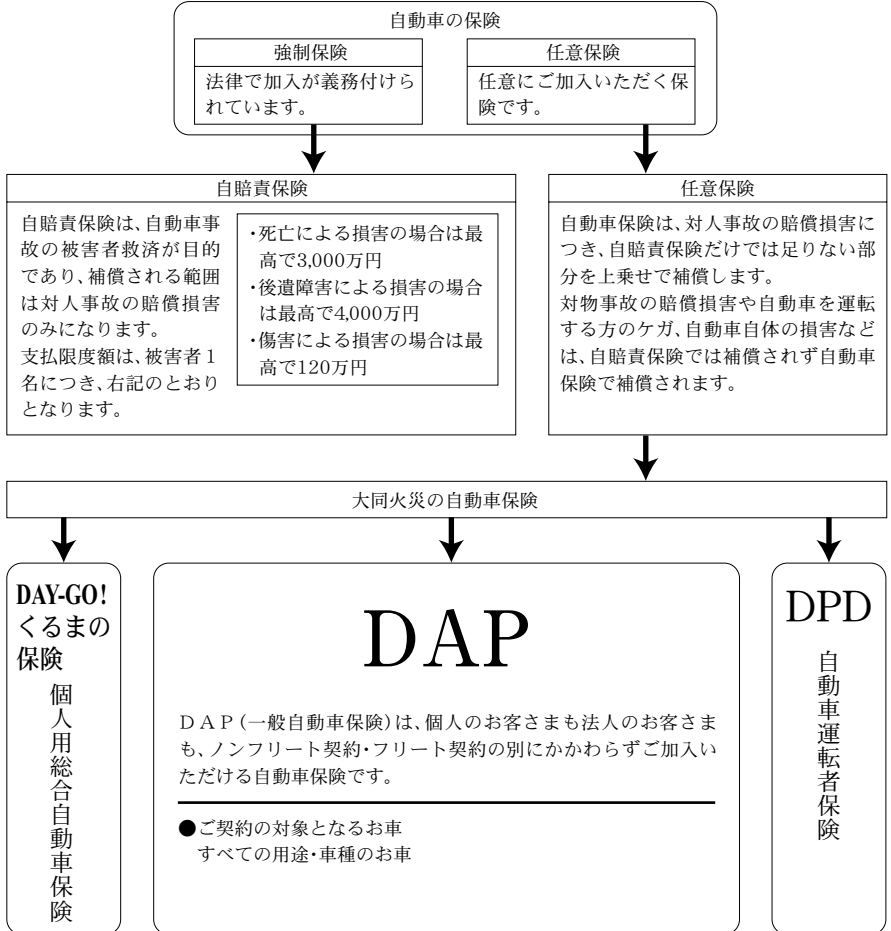 自動車の保険
強制保険
法律で加入が義務付けら
れています。
任意保険
任意にご加入いただく保
険です。
自賠責保険
自賠責保険は、自動車事
故の被害者救済が目的
であり、補償される範囲
は対人事故の賠償損害
のみになります。
支払限度額は、被害者1
名につき、右記のとおり
となります。
・死亡による損害の場合は最
高で3,000万円
・後遺障害による損害の場合
は最高で4,000万円
・傷害による損害の場合は最
高で120万円
任意保険
自動車保険は、対人事故の賠償損害に
つき、自賠責保険だけでは足りない部
分を上乗せで補償します。
対物事故の賠償損害や自動車を運転
する方のケガ、自動車自体の損害など
は、自賠責保険では補償されず自動車
保険で補償されます。
大同火災の自動車保険
DAY-GO!
くるまの
保険
個人用総合自動車保険
DAP
DAP(一般自動車保険)は、個人のお客さまも法人のお客さま
も、ノンフリート契約・フリート契約の別にかかわらずご加入い
ただける自動車保険です。
●ご契約の対象となるお車
すべての用途・車種のお車
DPD
自動車運転者保険